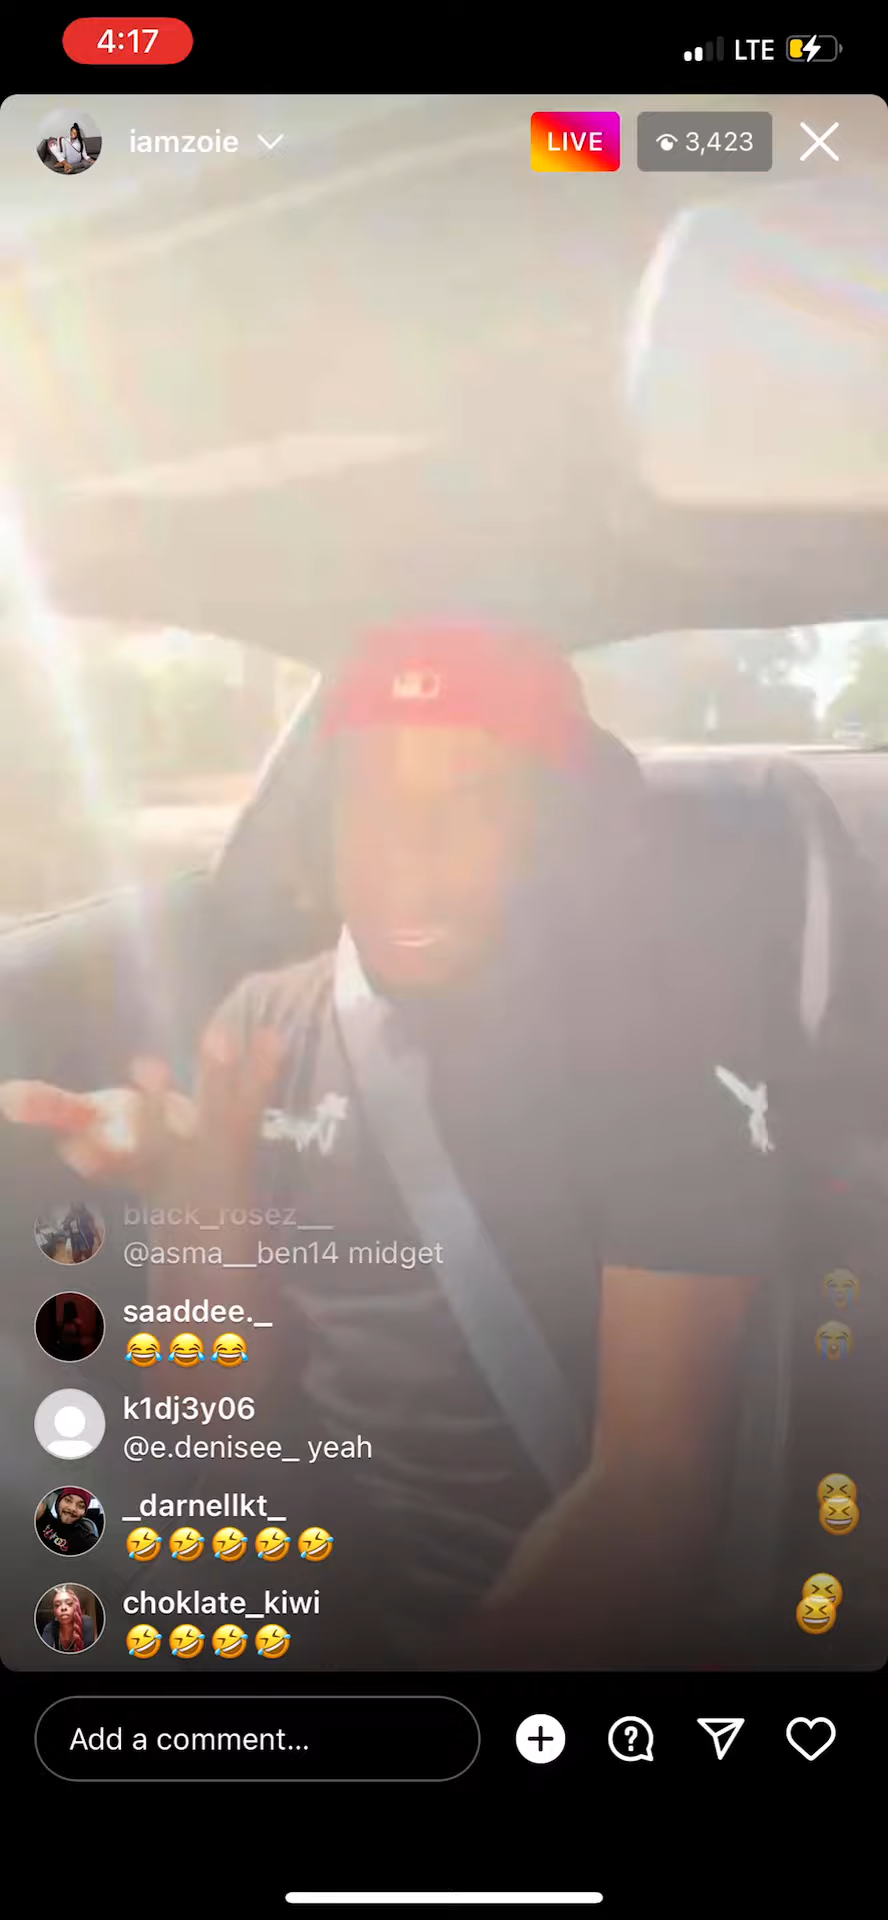 4:17
LTE
iamzoie
LIVE
3,423
black_rosez__
@asma__ben14 midget
saaddee._
😂😂😂
k1dj3y06
@e.denisee_ yeah
_darnellkt_
🤣🤣🤣🤣🤣
choklate_kiwi
🤣🤣🤣🤣
Add a comment...